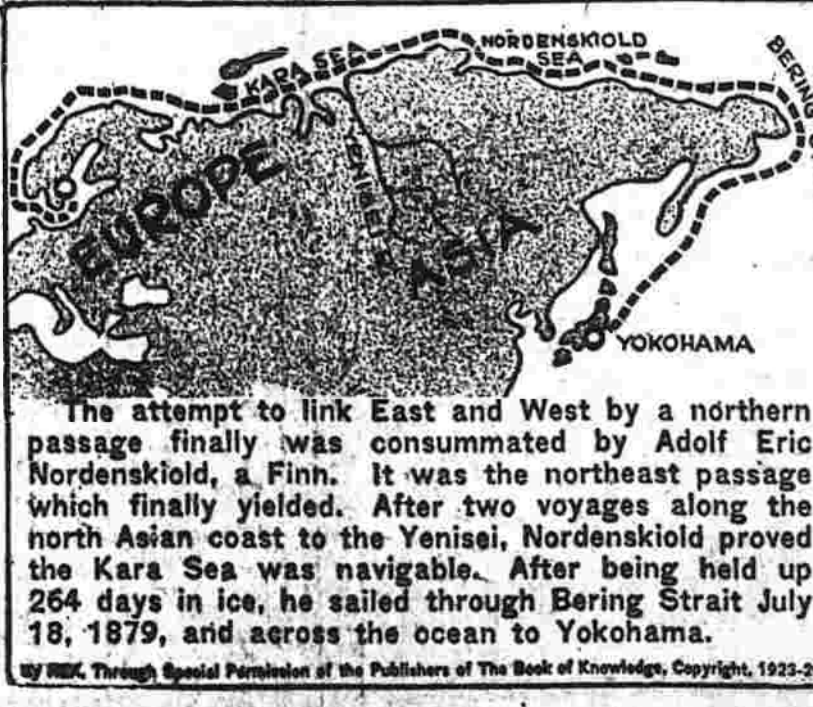 NORDENSKIOLD
SEA
KARA SEA
BERING
YENISEI
EUROPE
ASIA
YOKOHAMA
The attempt to link East and West by a northern
passage finally was consummated by Adolf Eric
Nordenskiold, a Finn. It was the northeast passage
which finally yielded. After two voyages along the
north Asian coast to the Yenisei, Nordenskiold proved
the Kara Sea was navigable. After being held up
264 days in ice, he sailed through Bering Strait July
18, 1879, and across the ocean to Yokohama.
By REX, Through Special Permission of the Publishers of The Book of Knowledge, Copyright, 1923-2